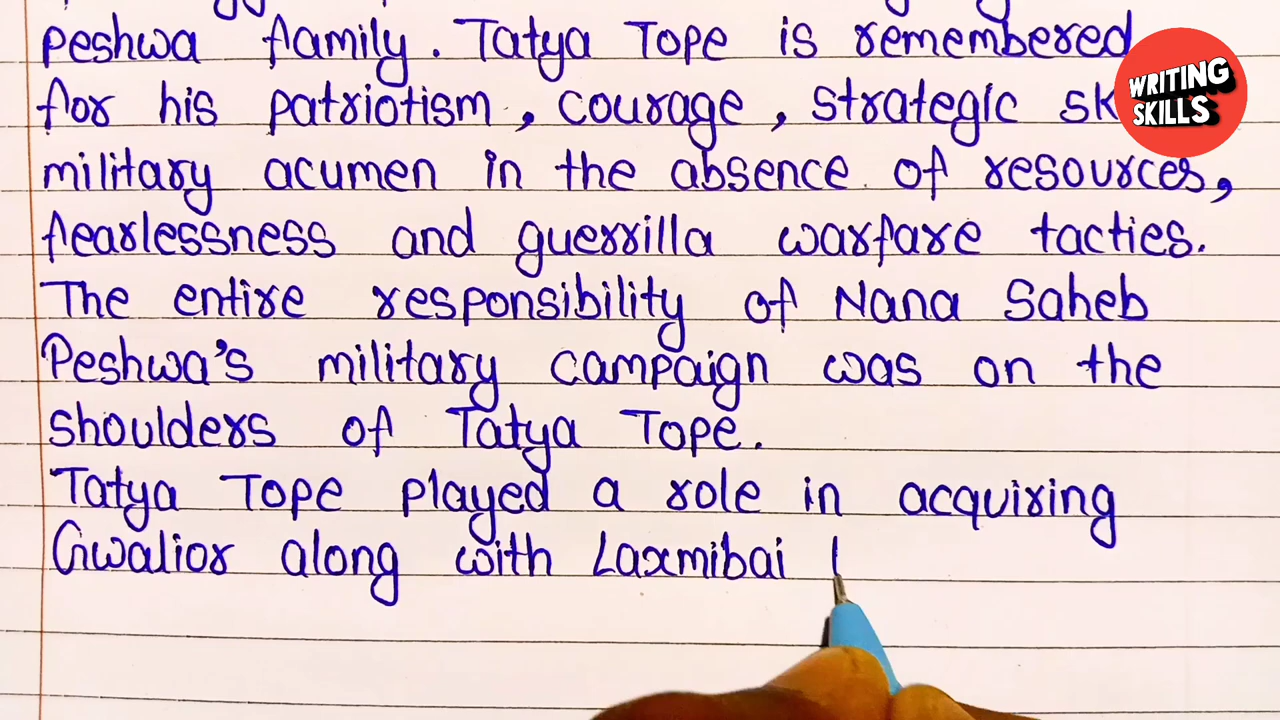 peshwa family. Tatya Tope is remembered
for his patriotism, courage, strategic
military acumen in the absence of resources,
fearlessness and guerrilla warfare tacties.
The entire responsibility of Nana Saheb
Peshwa's military campaign was on the
shoulders of Tatya Tope.
Tatya Tope played a role in acquiring
Gwalior along with Laxmibai
WRITING
SKILLS